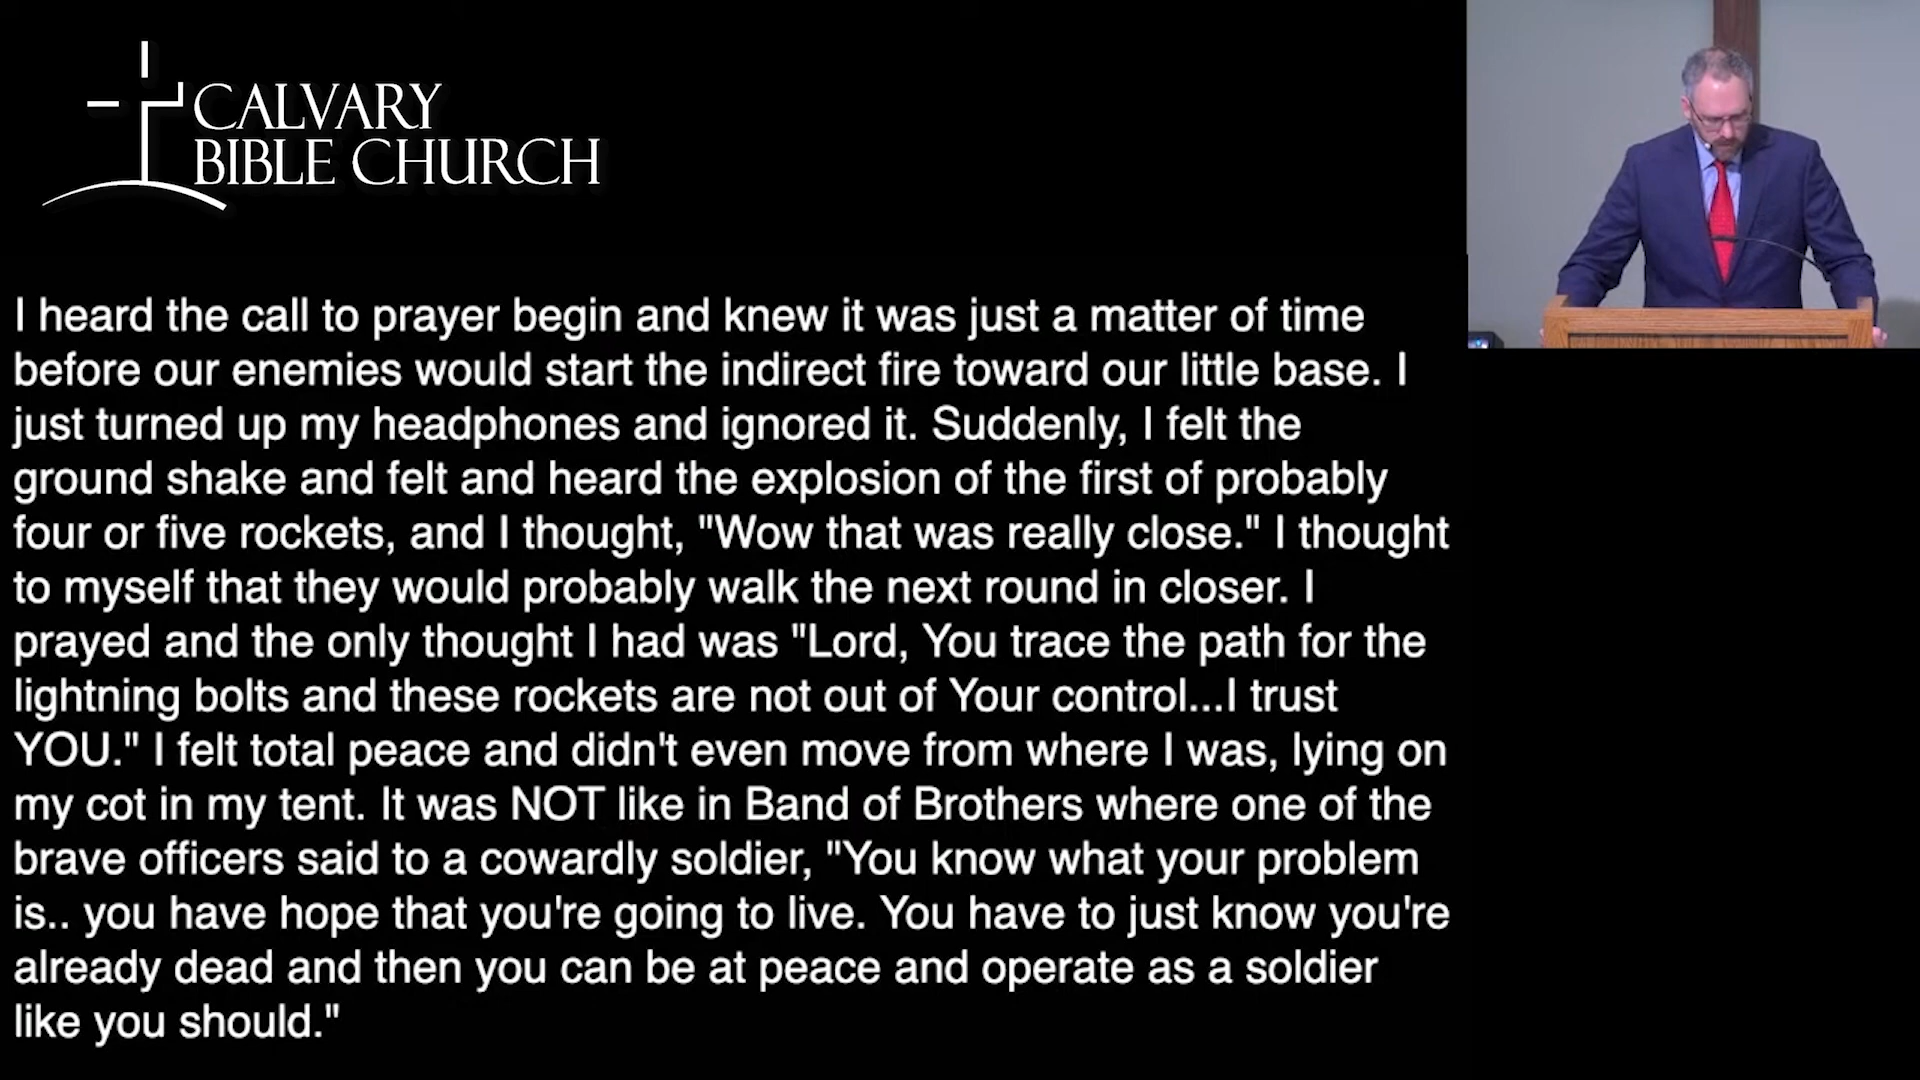 CALVARY
BIBLE CHURCH
I heard the call to prayer begin and knew it was just a matter of time
before our enemies would start the indirect fire toward our little base. I
just turned up my headphones and ignored it. Suddenly, I felt the
ground shake and felt and heard the explosion of the first of probably
four or five rockets, and I thought, "Wow that was really close." I thought
to myself that they would probably walk the next round in closer. I
prayed and the only thought I had was "Lord, You trace the path for the
lightning bolts and these rockets are not out of Your control...I trust
YOU." I felt total peace and didn't even move from where I was, lying on
my cot in my tent. It was NOT like in Band of Brothers where one of the
brave officers said to a cowardly soldier, "You know what your problem
is.. you have hope that you're going to live. You have to just know you're
already dead and then you can be at peace and operate as a soldier
like you should."